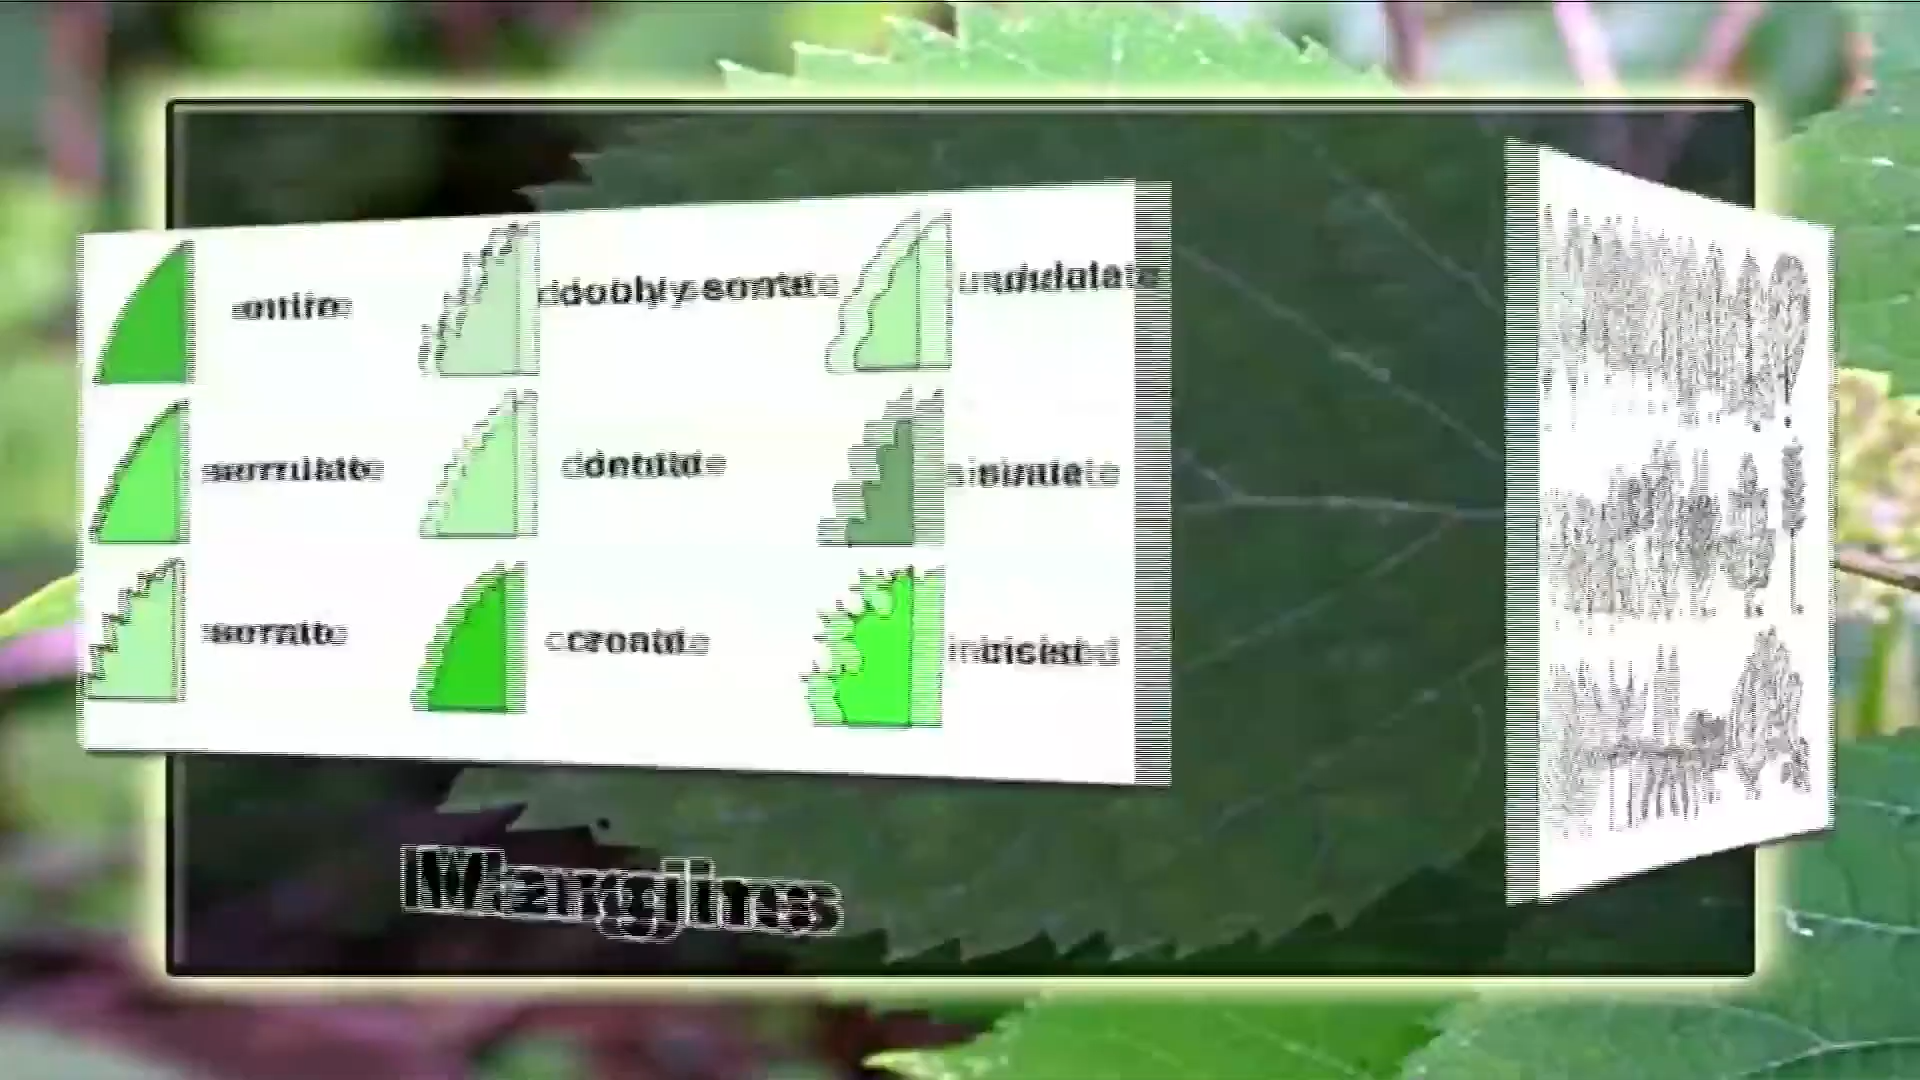 entire
doubly-serrate
undulate
serrulate
dentate
sinuate
serrate
crenate
incised
Margins